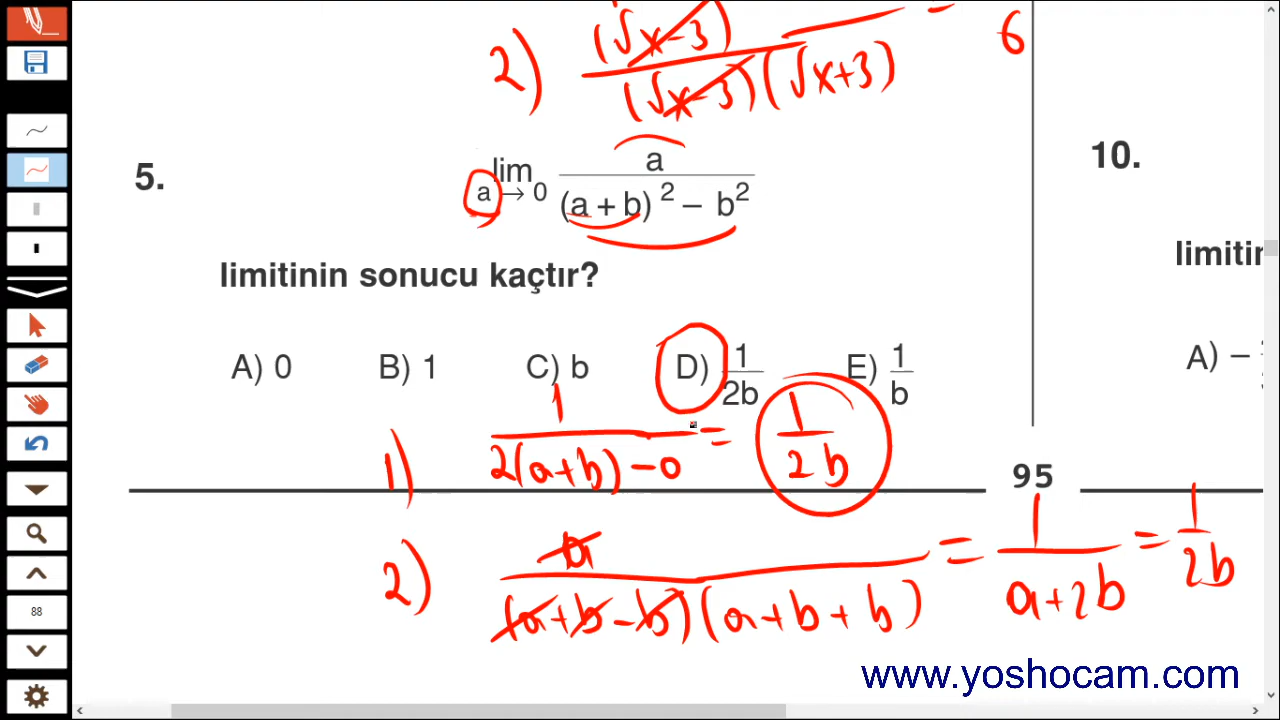 2) (√x-3) / (√x-3)(√x+3) = 6
5. lim a→0 a / (a + b)² − b²
10.
limitinin sonucu kaçtır?
limitir
A) 0 B) 1 C) b D) 1/2b E) 1/b
A) −
1) 1 / 2(a+b)-0 = 1/2b
95
2) a / (a+b-b)(a+b+b) = 1 / a+2b = 1/2b
88
www.yoshocam.com